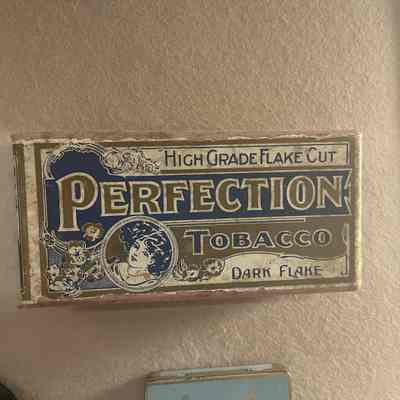 HIGH GRADE FLAKE CUT
PERFECTION
TOBACCO
DARK FLAKE